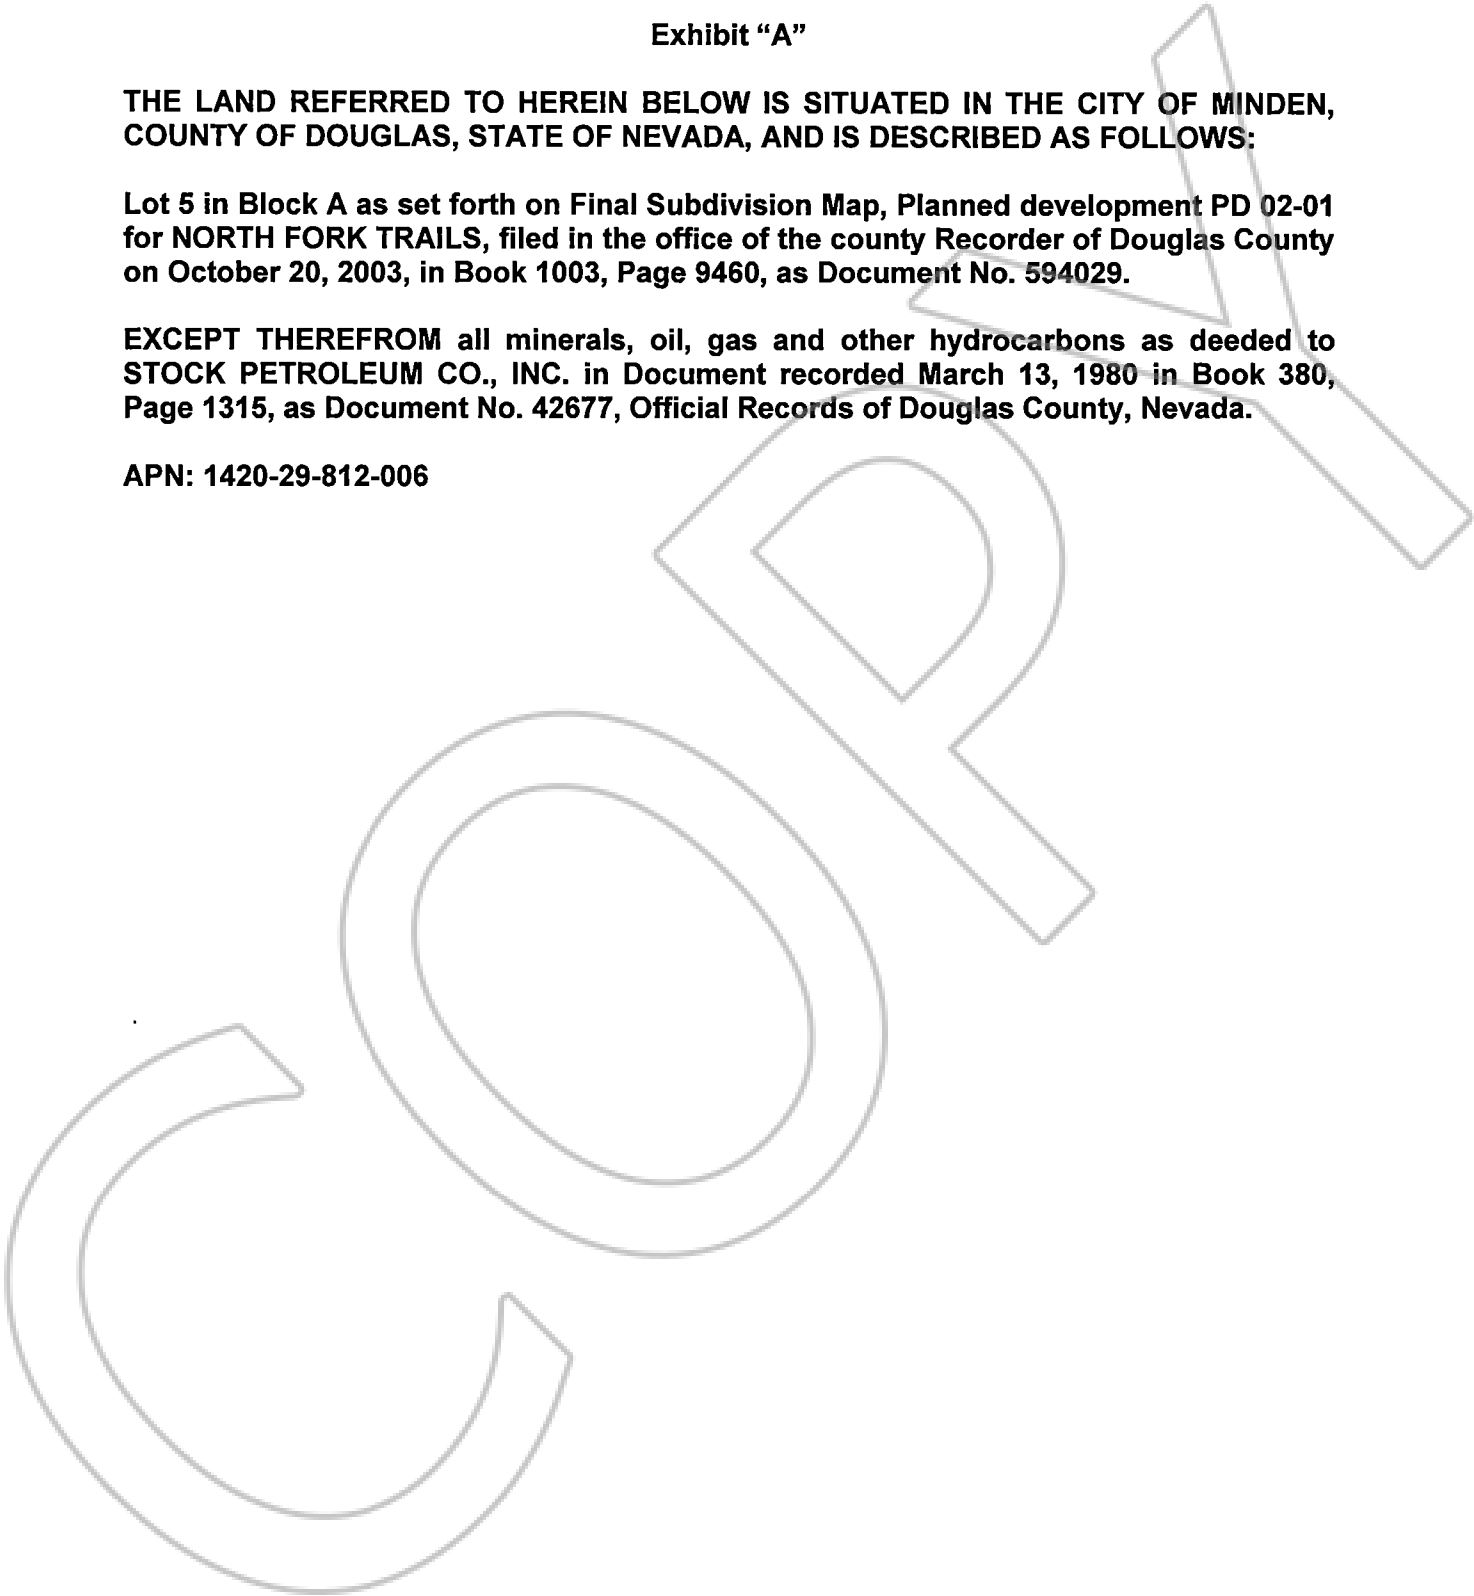 Exhibit “A”
THE LAND REFERRED TO HEREIN BELOW IS SITUATED IN THE CITY OF MINDEN,
COUNTY OF DOUGLAS, STATE OF NEVADA, AND IS DESCRIBED AS FOLLOWS:
Lot 5 in Block A as set forth on Final Subdivision Map, Planned development PD 02-01
for NORTH FORK TRAILS, filed in the office of the county Recorder of Douglas County
on October 20, 2003, in Book 1003, Page 9460, as Document No. 594029.
EXCEPT THEREFROM all minerals, oil, gas and other hydrocarbons as deeded to
STOCK PETROLEUM CO., INC. in Document recorded March 13, 1980 in Book 380,
Page 1315, as Document No. 42677, Official Records of Douglas County, Nevada.
APN: 1420-29-812-006
COPY